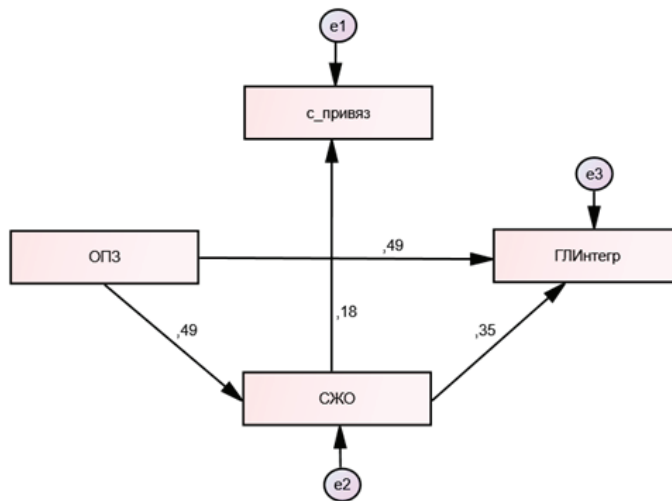 e1
с_привяз
e3
ОПЗ
,49
ГЛИнтегр
,49
,18
,35
СЖО
e2